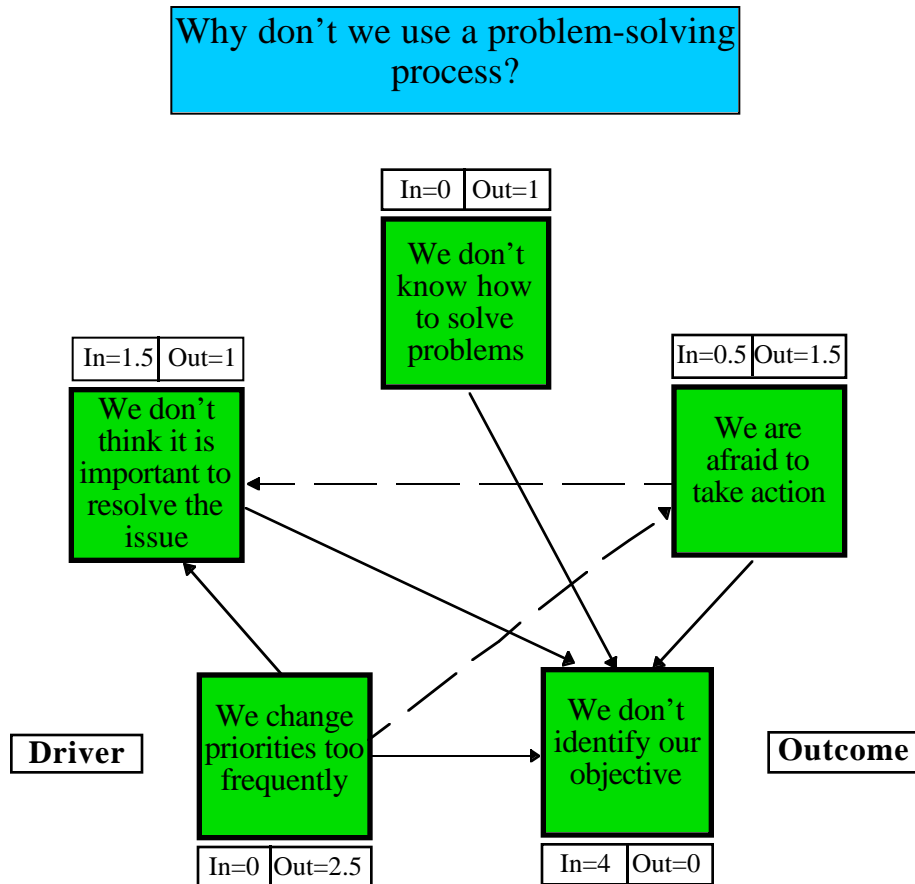 Why don't we use a problem-solving
process?
In=0 Out=1
We don't
know how
to solve
problems
In=1.5 Out=1
We don't
think it is
important to
resolve the
issue
In=0.5 Out=1.5
We are
afraid to
take action
Driver
We change
priorities too
frequently
In=0 Out=2.5
We don't
identify our
objective
In=4 Out=0
Outcome